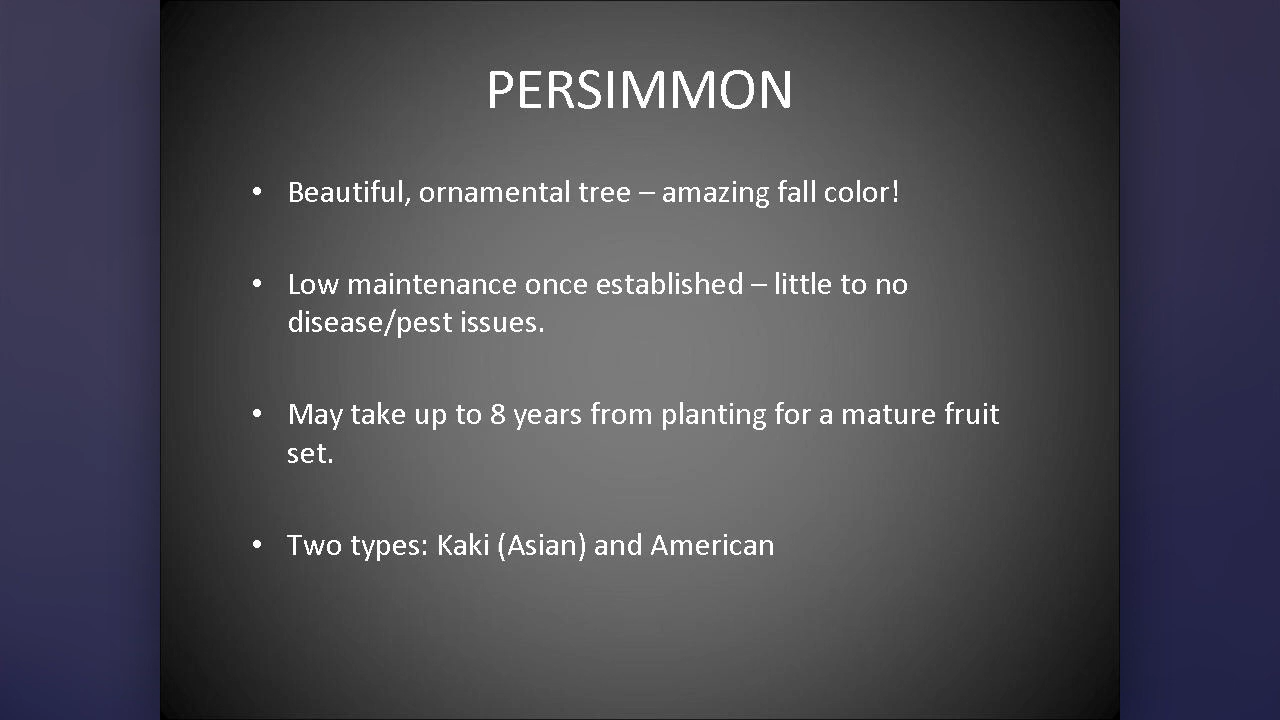 PERSIMMON
• Beautiful, ornamental tree – amazing fall color!
• Low maintenance once established – little to no
disease/pest issues.
• May take up to 8 years from planting for a mature fruit
set.
• Two types: Kaki (Asian) and American